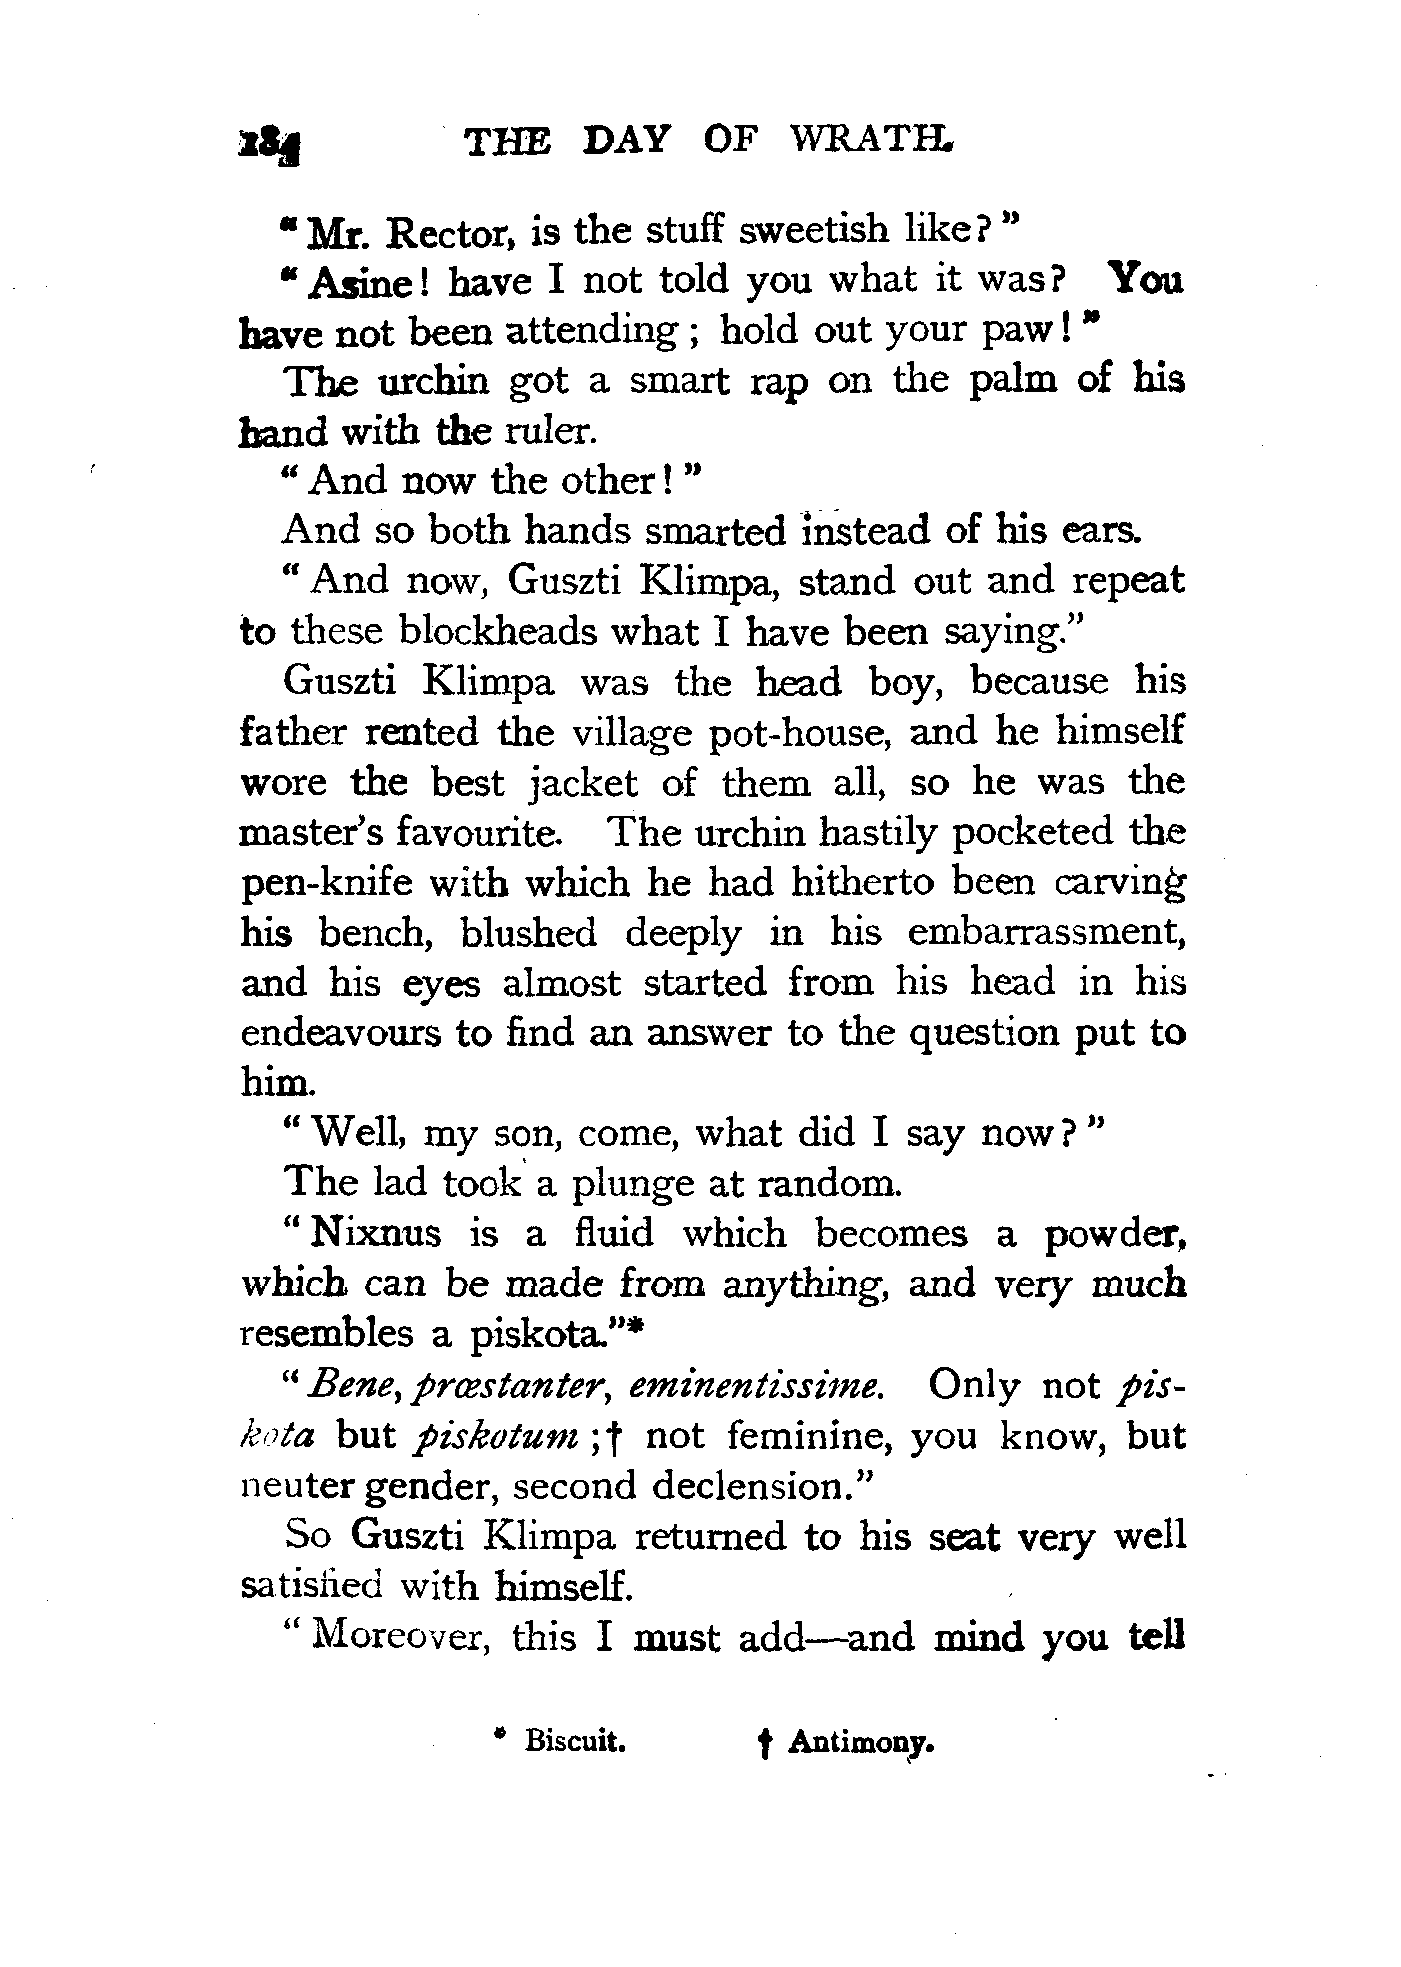 184 THE DAY OF WRATH.
“Mr. Rector, is the stuff sweetish like?”
“Asine! have I not told you what it was? You
have not been attending; hold out your paw!”
The urchin got a smart rap on the palm of his
hand with the ruler.
“And now the other!”
And so both hands smarted instead of his ears.
“And now, Guszti Klimpa, stand out and repeat
to these blockheads what I have been saying.”
Guszti Klimpa was the head boy, because his
father rented the village pot-house, and he himself
wore the best jacket of them all, so he was the
master’s favourite. The urchin hastily pocketed the
pen-knife with which he had hitherto been carving
his bench, blushed deeply in his embarrassment,
and his eyes almost started from his head in his
endeavours to find an answer to the question put to
him.
“Well, my son, come, what did I say now?”
The lad took a plunge at random.
“Nixnus is a fluid which becomes a powder,
which can be made from anything, and very much
resembles a piskota.”*
“Bene, præstanter, eminentissime. Only not pis-
kota but piskotum;† not feminine, you know, but
neuter gender, second declension.”
So Guszti Klimpa returned to his seat very well
satisfied with himself.
“Moreover, this I must add—and mind you tell
* Biscuit. † Antimony.